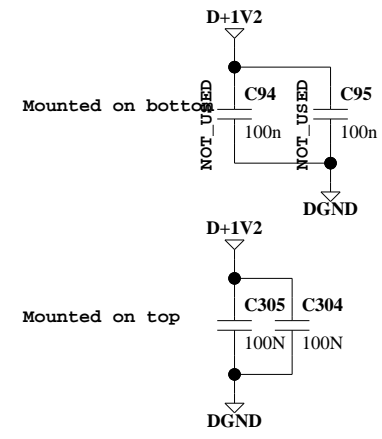 D+1V2
C94
C95
Mounted on bottom
NOT_USED
NOT_USED
100n
100n
DGND
D+1V2
C305
C304
Mounted on top
100N
100N
DGND